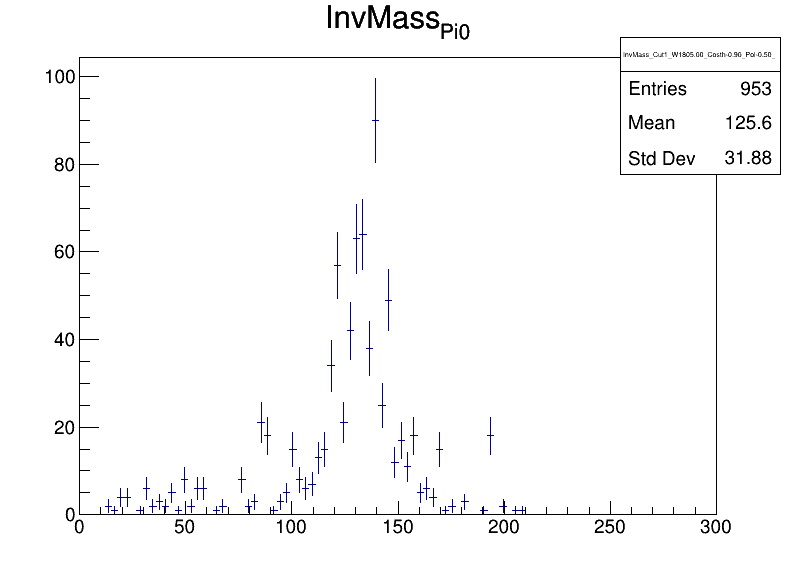 InvMass_Pi0
InvMass_Cut1_W1805.00_Costh-0.90_Pol-0.50_
Entries 953
Mean 125.6
Std Dev 31.88
100
80
60
40
20
0
0 50 100 150 200 250 300